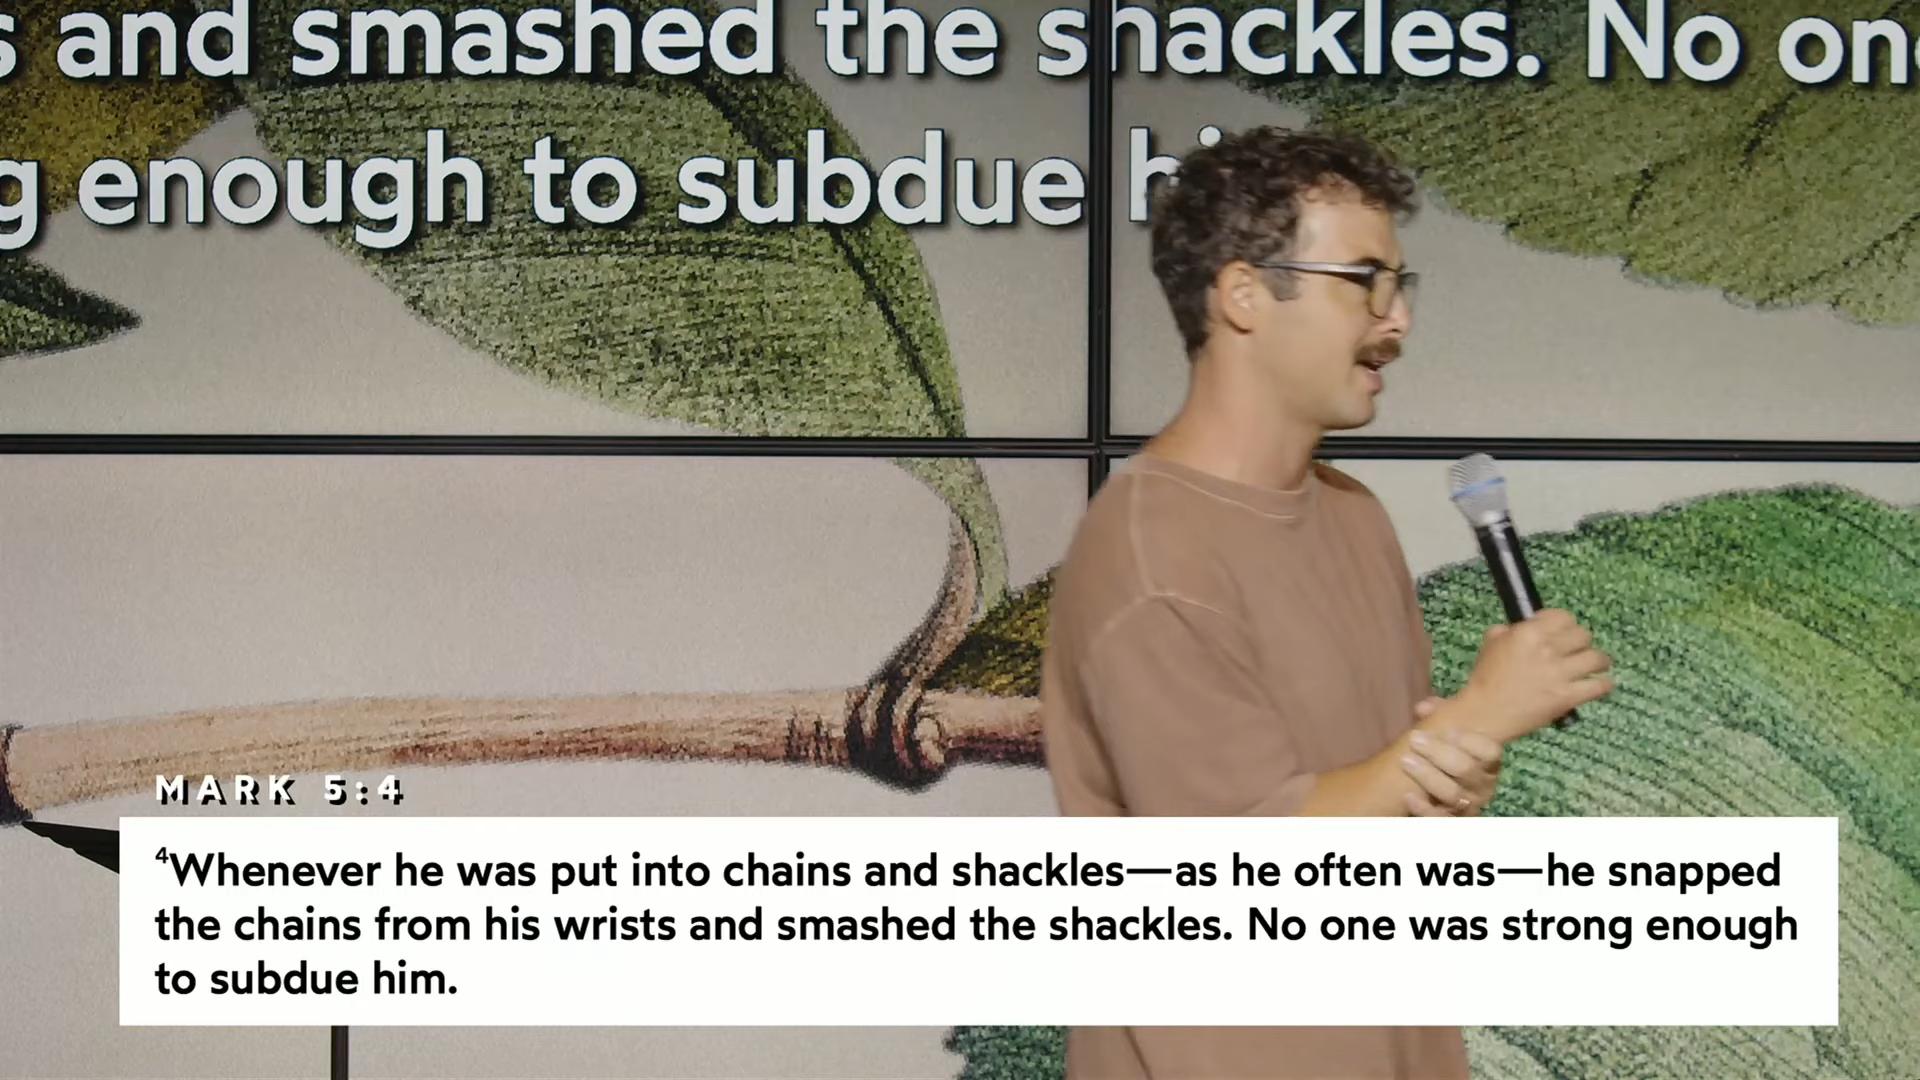 s and smashed the shackles. No one
g enough to subdue hi
MARK 5:4
4Whenever he was put into chains and shackles—as he often was—he snapped
the chains from his wrists and smashed the shackles. No one was strong enough
to subdue him.